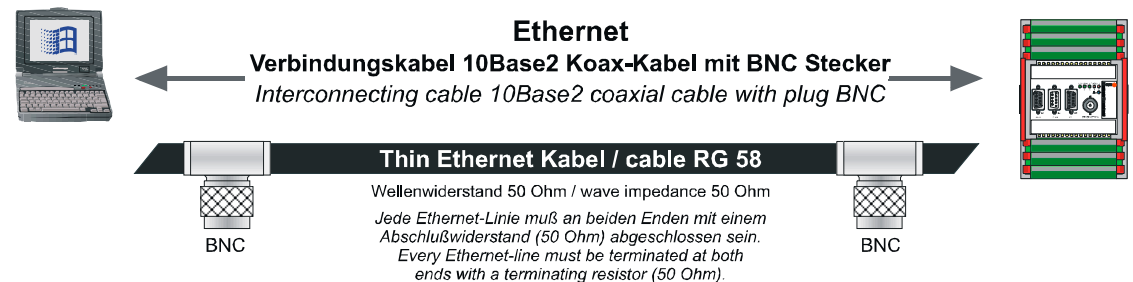 Ethernet
Verbindungskabel 10Base2 Koax-Kabel mit BNC Stecker
Interconnecting cable 10Base2 coaxial cable with plug BNC
Thin Ethernet Kabel / cable RG 58
Wellenwiderstand 50 Ohm / wave impedance 50 Ohm
Jede Ethernet-Linie muß an beiden Enden mit einem
Abschlußwiderstand (50 Ohm) abgeschlossen sein.
Every Ethernet-line must be terminated at both
ends with a terminating resistor (50 Ohm).
BNC
BNC